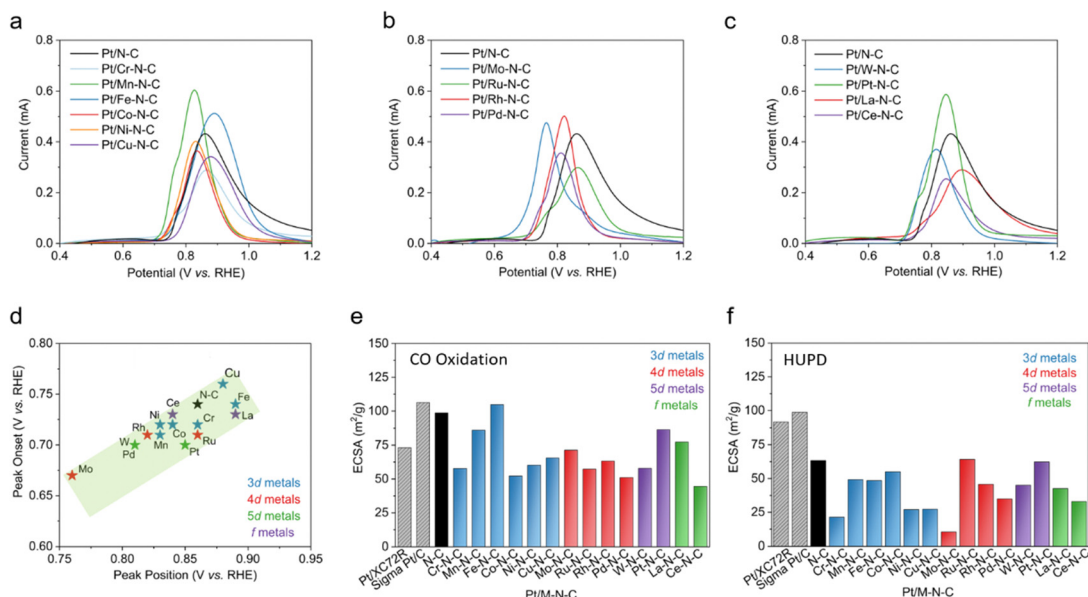 a
0.8
0.6
0.4
0.2
0.0
Current (mA)
Pt/N-C
Pt/Cr-N-C
Pt/Mn-N-C
Pt/Fe-N-C
Pt/Co-N-C
Pt/Ni-N-C
Pt/Cu-N-C
0.4 0.6 0.8 1.0 1.2
Potential (V vs. RHE)
b
0.8
0.6
0.4
0.2
0.0
Current (mA)
Pt/N-C
Pt/Mo-N-C
Pt/Ru-N-C
Pt/Rh-N-C
Pt/Pd-N-C
0.4 0.6 0.8 1.0 1.2
Potential (V vs. RHE)
c
0.8
0.6
0.4
0.2
0.0
Current (mA)
Pt/N-C
Pt/W-N-C
Pt/Pt-N-C
Pt/La-N-C
Pt/Ce-N-C
0.4 0.6 0.8 1.0 1.2
Potential (V vs. RHE)
d
0.80
0.75
0.70
0.65
0.60
Peak Onset (V vs. RHE)
Cu
Ce N-C Fe
Ni Cr La
Rh Co
W Mn Ru
Pd Pt
Mo
3d metals
4d metals
5d metals
f metals
0.75 0.80 0.85 0.90 0.95
Peak Position (V vs. RHE)
e
150
125
100
75
50
25
0
ECSA (m²/g)
CO Oxidation
3d metals
4d metals
5d metals
f metals
Pt/XC72R
Sigma Pt/C
N-C
Cr-N-C
Mn-N-C
Fe-N-C
Co-N-C
Ni-N-C
Cu-N-C
Mo-N-C
Ru-N-C
Rh-N-C
Pd-N-C
W-N-C
Pt-N-C
La-N-C
Ce-N-C
Pt/M-N-C
f
150
125
100
75
50
25
0
ECSA (m²/g)
HUPD
3d metals
4d metals
5d metals
f metals
Pt/XC72R
Sigma Pt/C
N-C
Cr-N-C
Mn-N-C
Fe-N-C
Co-N-C
Ni-N-C
Cu-N-C
Mo-N-C
Ru-N-C
Rh-N-C
Pd-N-C
W-N-C
Pt-N-C
La-N-C
Ce-N-C
Pt/M-N-C